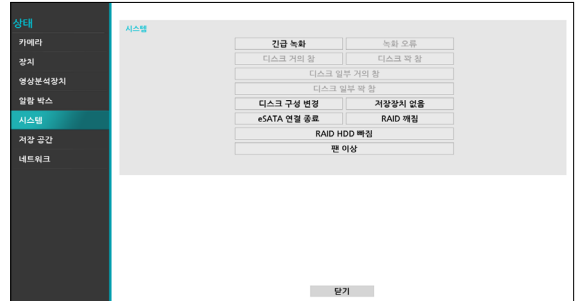 상태
카메라
장치
영상분석장치
알람 박스
시스템
저장 공간
네트워크
시스템
긴급 녹화 녹화 오류
디스크 거의 참 디스크 꽉 참
디스크 일부 거의 참
디스크 일부 꽉 참
디스크 구성 변경 저장장치 없음
eSATA 연결 종료 RAID 깨짐
RAID HDD 빠짐
팬 이상
닫기